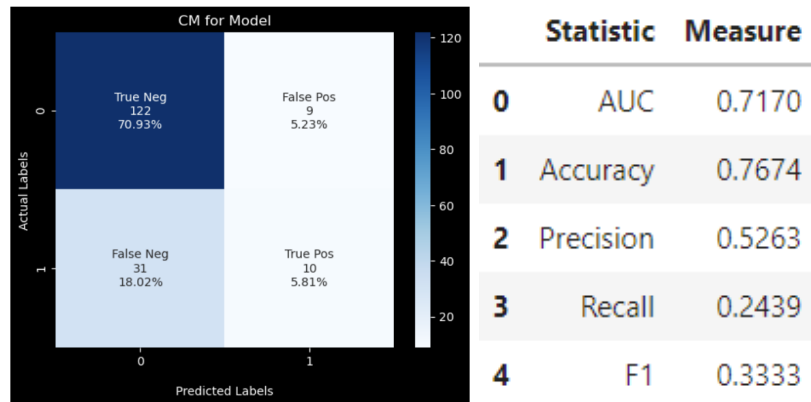 CM for Model
True Neg
122
70.93%
False Pos
9
5.23%
False Neg
31
18.02%
True Pos
10
5.81%
0
1
Actual Labels
0 1
Predicted Labels
120
100
80
60
40
20
Statistic Measure
0 AUC 0.7170
1 Accuracy 0.7674
2 Precision 0.5263
3 Recall 0.2439
4 F1 0.3333